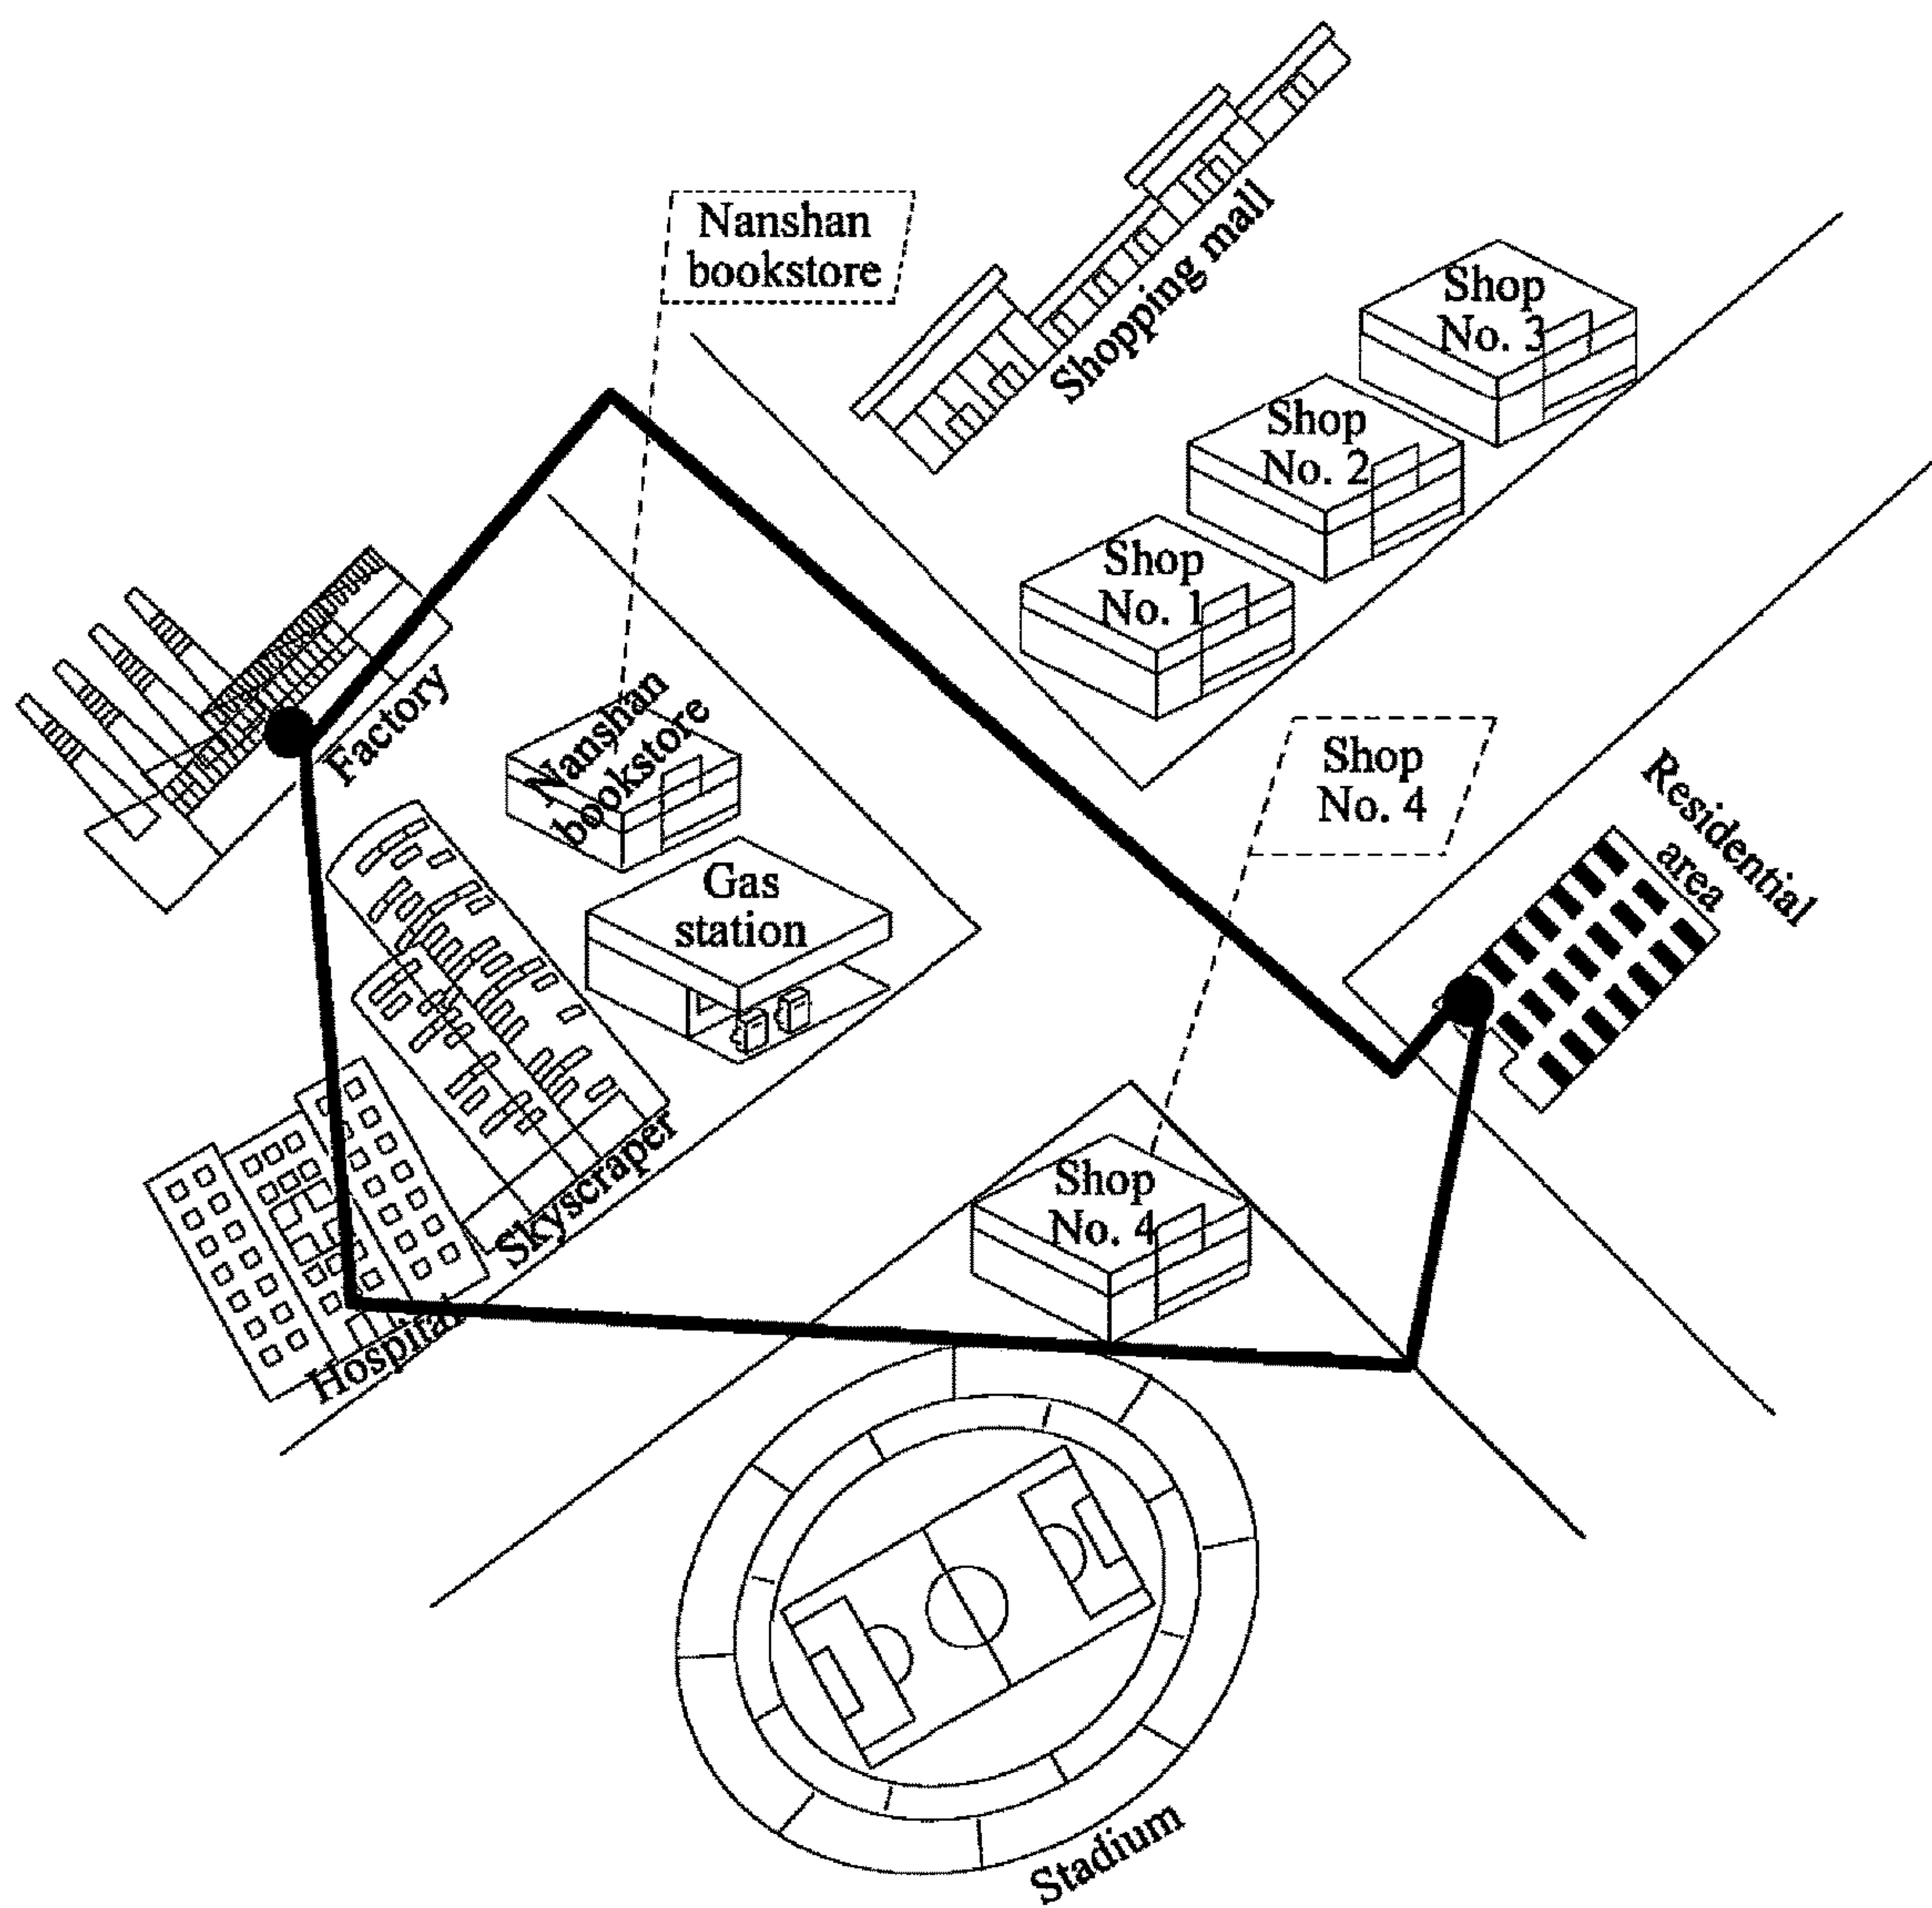 Nanshan
bookstore
Shopping mall
Shop
No. 3
Shop
No. 2
Shop
No. 1
Factory
Nanshan
bookstore
Shop
No. 4
Residential
area
Gas
station
Skyscraper
Shop
No. 4
Hospital
Stadium